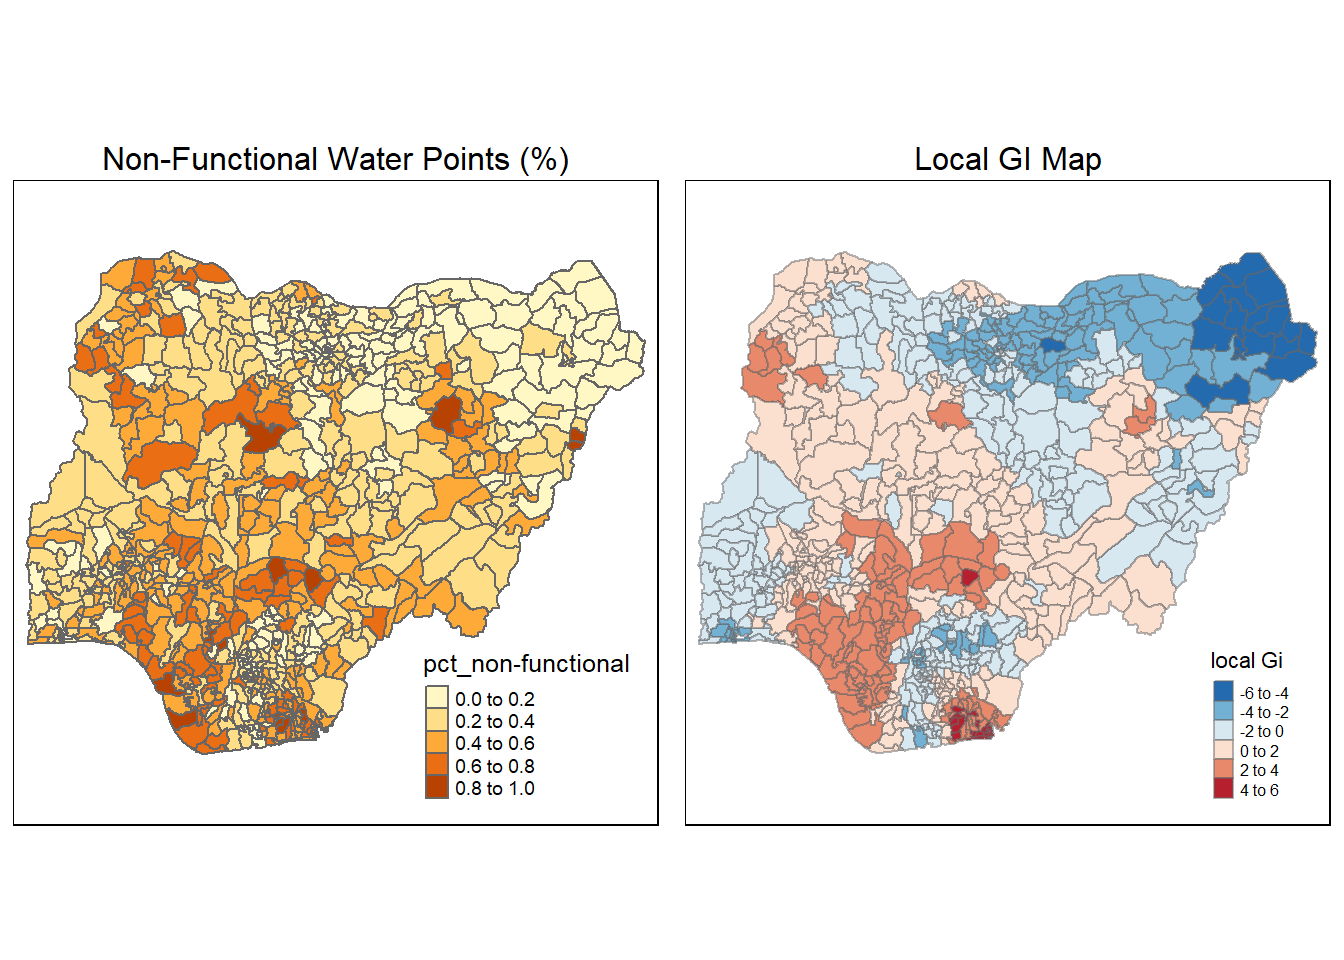 Non-Functional Water Points (%)
pct_non-functional
0.0 to 0.2
0.2 to 0.4
0.4 to 0.6
0.6 to 0.8
0.8 to 1.0
Local GI Map
local Gi
-6 to -4
-4 to -2
-2 to 0
0 to 2
2 to 4
4 to 6